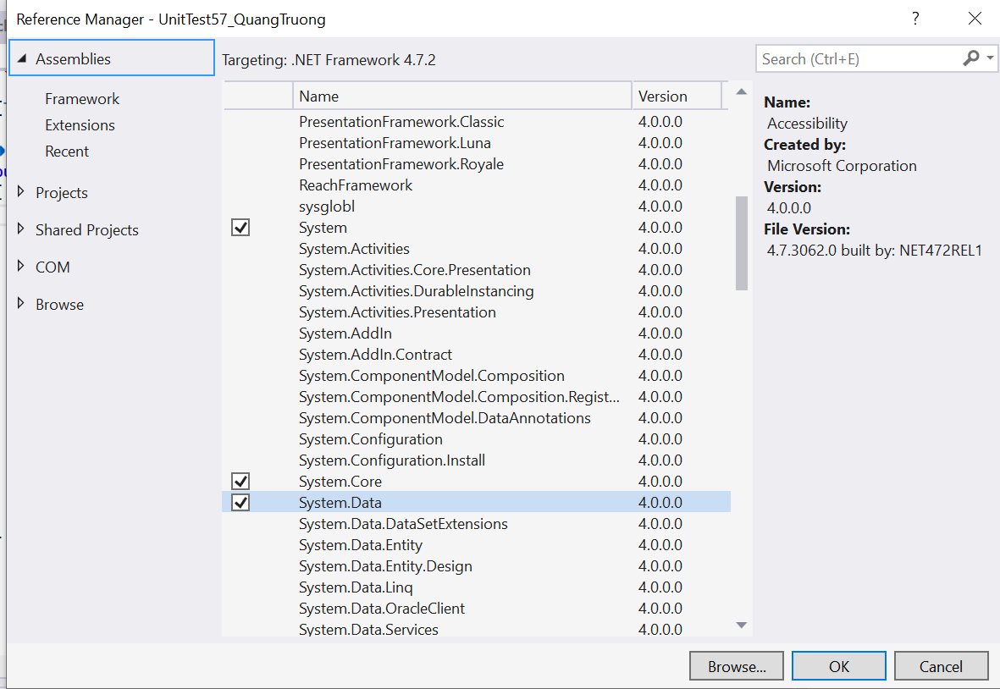 Reference Manager - UnitTest57_QuangTruong
?
Assemblies
Framework
Extensions
Recent
Projects
Shared Projects
COM
Browse
Targeting: .NET Framework 4.7.2
Name Version
PresentationFramework.Classic 4.0.0.0
PresentationFramework.Luna 4.0.0.0
PresentationFramework.Royale 4.0.0.0
ReachFramework 4.0.0.0
sysglobl 4.0.0.0
System 4.0.0.0
System.Activities 4.0.0.0
System.Activities.Core.Presentation 4.0.0.0
System.Activities.DurableInstancing 4.0.0.0
System.Activities.Presentation 4.0.0.0
System.AddIn 4.0.0.0
System.AddIn.Contract 4.0.0.0
System.ComponentModel.Composition 4.0.0.0
System.ComponentModel.Composition.Regist... 4.0.0.0
System.ComponentModel.DataAnnotations 4.0.0.0
System.Configuration 4.0.0.0
System.Configuration.Install 4.0.0.0
System.Core 4.0.0.0
System.Data 4.0.0.0
System.Data.DataSetExtensions 4.0.0.0
System.Data.Entity 4.0.0.0
System.Data.Entity.Design 4.0.0.0
System.Data.Linq 4.0.0.0
System.Data.OracleClient 4.0.0.0
System.Data.Services 4.0.0.0
Search (Ctrl+E)
Name:
Accessibility
Created by:
Microsoft Corporation
Version:
4.0.0.0
File Version:
4.7.3062.0 built by: NET472REL1
Browse... OK Cancel